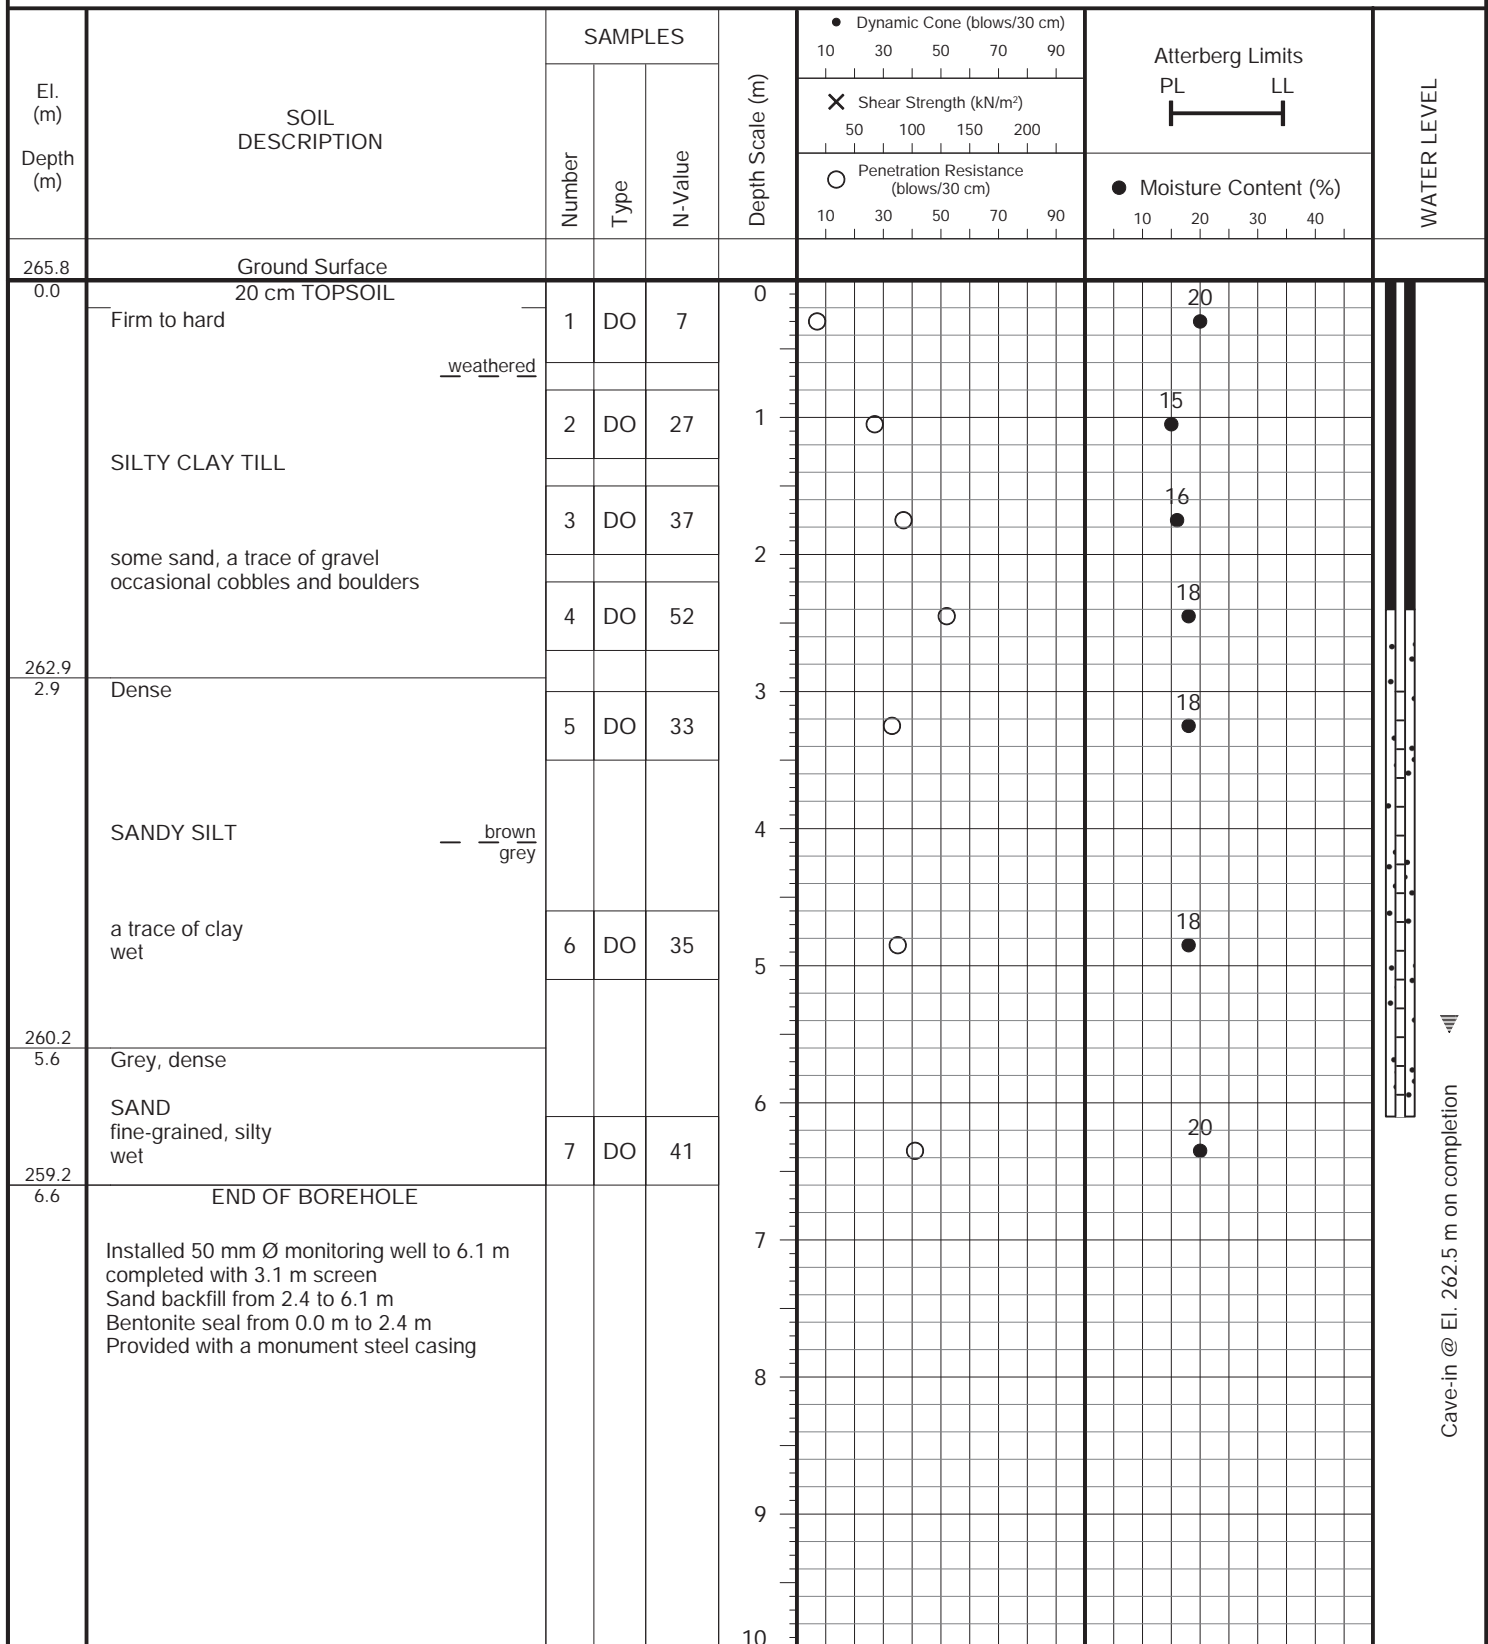 El.
(m)
Depth
(m)
SOIL
DESCRIPTION
SAMPLES
Number
Type
N-Value
Depth Scale (m)
Dynamic Cone (blows/30 cm)
10 30 50 70 90
Shear Strength (kN/m²)
50 100 150 200
Penetration Resistance
(blows/30 cm)
10 30 50 70 90
Atterberg Limits
PL LL
Moisture Content (%)
10 20 30 40
WATER LEVEL
265.8 Ground Surface
0.0 20 cm TOPSOIL 0
20
Firm to hard 1 DO 7
weathered
15
2 DO 27 1
SILTY CLAY TILL
16
3 DO 37
some sand, a trace of gravel 2
occasional cobbles and boulders
18
4 DO 52
262.9
2.9 Dense 3
18
5 DO 33
SANDY SILT brown 4
grey
a trace of clay 18
wet 6 DO 35
5
260.2
5.6 Grey, dense
SAND 6
fine-grained, silty 20
wet 7 DO 41
259.2
6.6 END OF BOREHOLE
7
Installed 50 mm Ø monitoring well to 6.1 m
completed with 3.1 m screen
Sand backfill from 2.4 to 6.1 m
Bentonite seal from 0.0 m to 2.4 m
Provided with a monument steel casing
8
9
10
Cave-in @ El. 262.5 m on completion